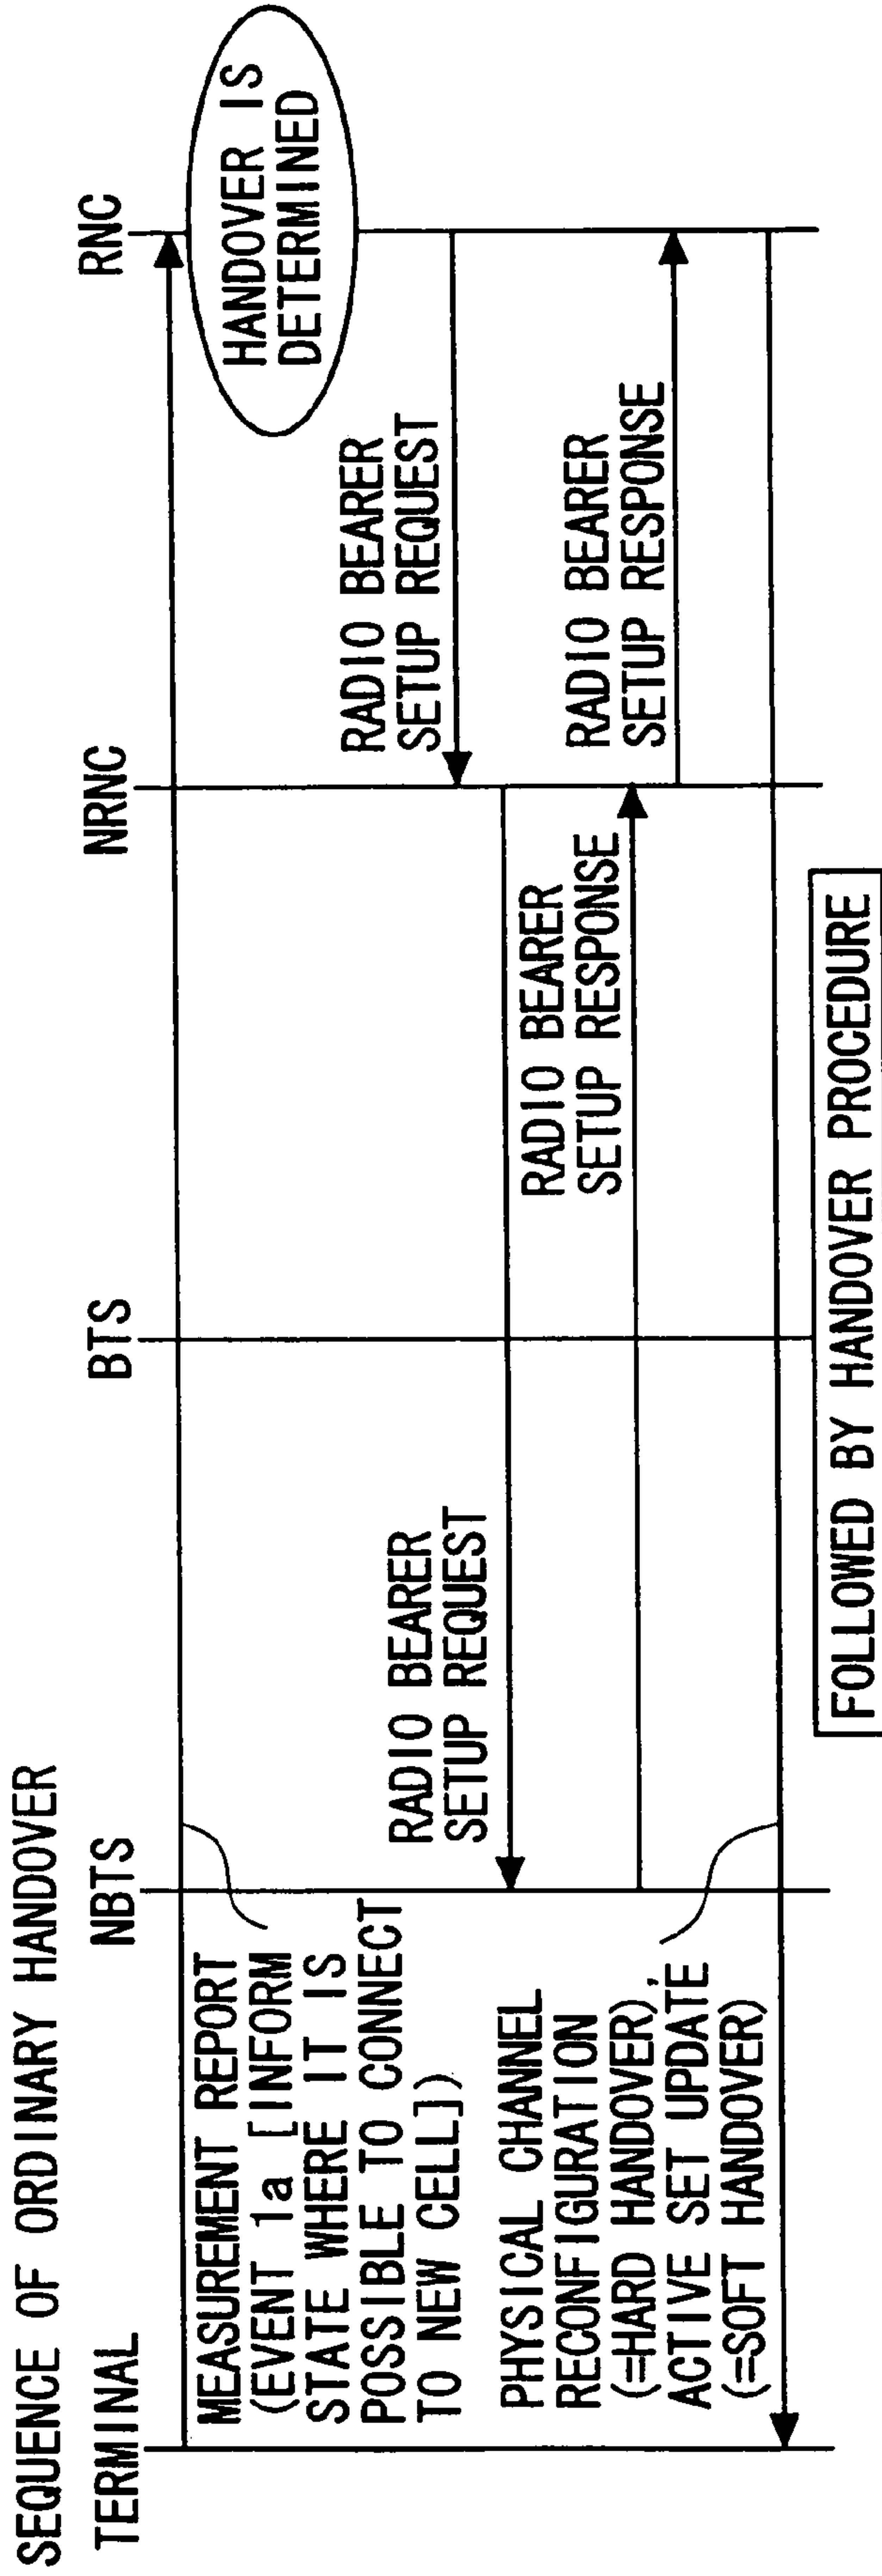 SEQUENCE OF ORDINARY HANDOVER
TERMINAL
NBTS
BTS
NRNC
RNC
MEASUREMENT REPORT
(EVENT 1a [INFORM
STATE WHERE IT IS
POSSIBLE TO CONNECT
TO NEW CELL])
HANDOVER IS
DETERMINED
RADIO BEARER
SETUP REQUEST
RADIO BEARER
SETUP REQUEST
RADIO BEARER
SETUP RESPONSE
RADIO BEARER
SETUP RESPONSE
PHYSICAL CHANNEL
RECONFIGURATION
(=HARD HANDOVER),
ACTIVE SET UPDATE
(=SOFT HANDOVER)
FOLLOWED BY HANDOVER PROCEDURE